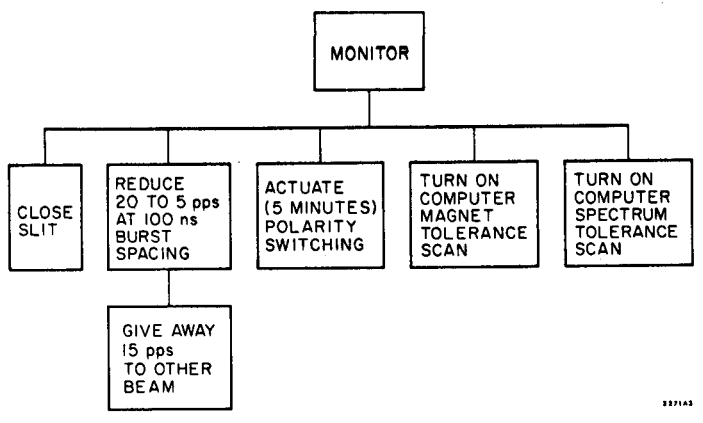 MONITOR
CLOSE
SLIT
REDUCE
20 TO 5 pps
AT 100 ns
BURST
SPACING
ACTUATE
(5 MINUTES)
POLARITY
SWITCHING
TURN ON
COMPUTER
MAGNET
TOLERANCE
SCAN
TURN ON
COMPUTER
SPECTRUM
TOLERANCE
SCAN
GIVE AWAY
15 pps
TO OTHER
BEAM
2271A3